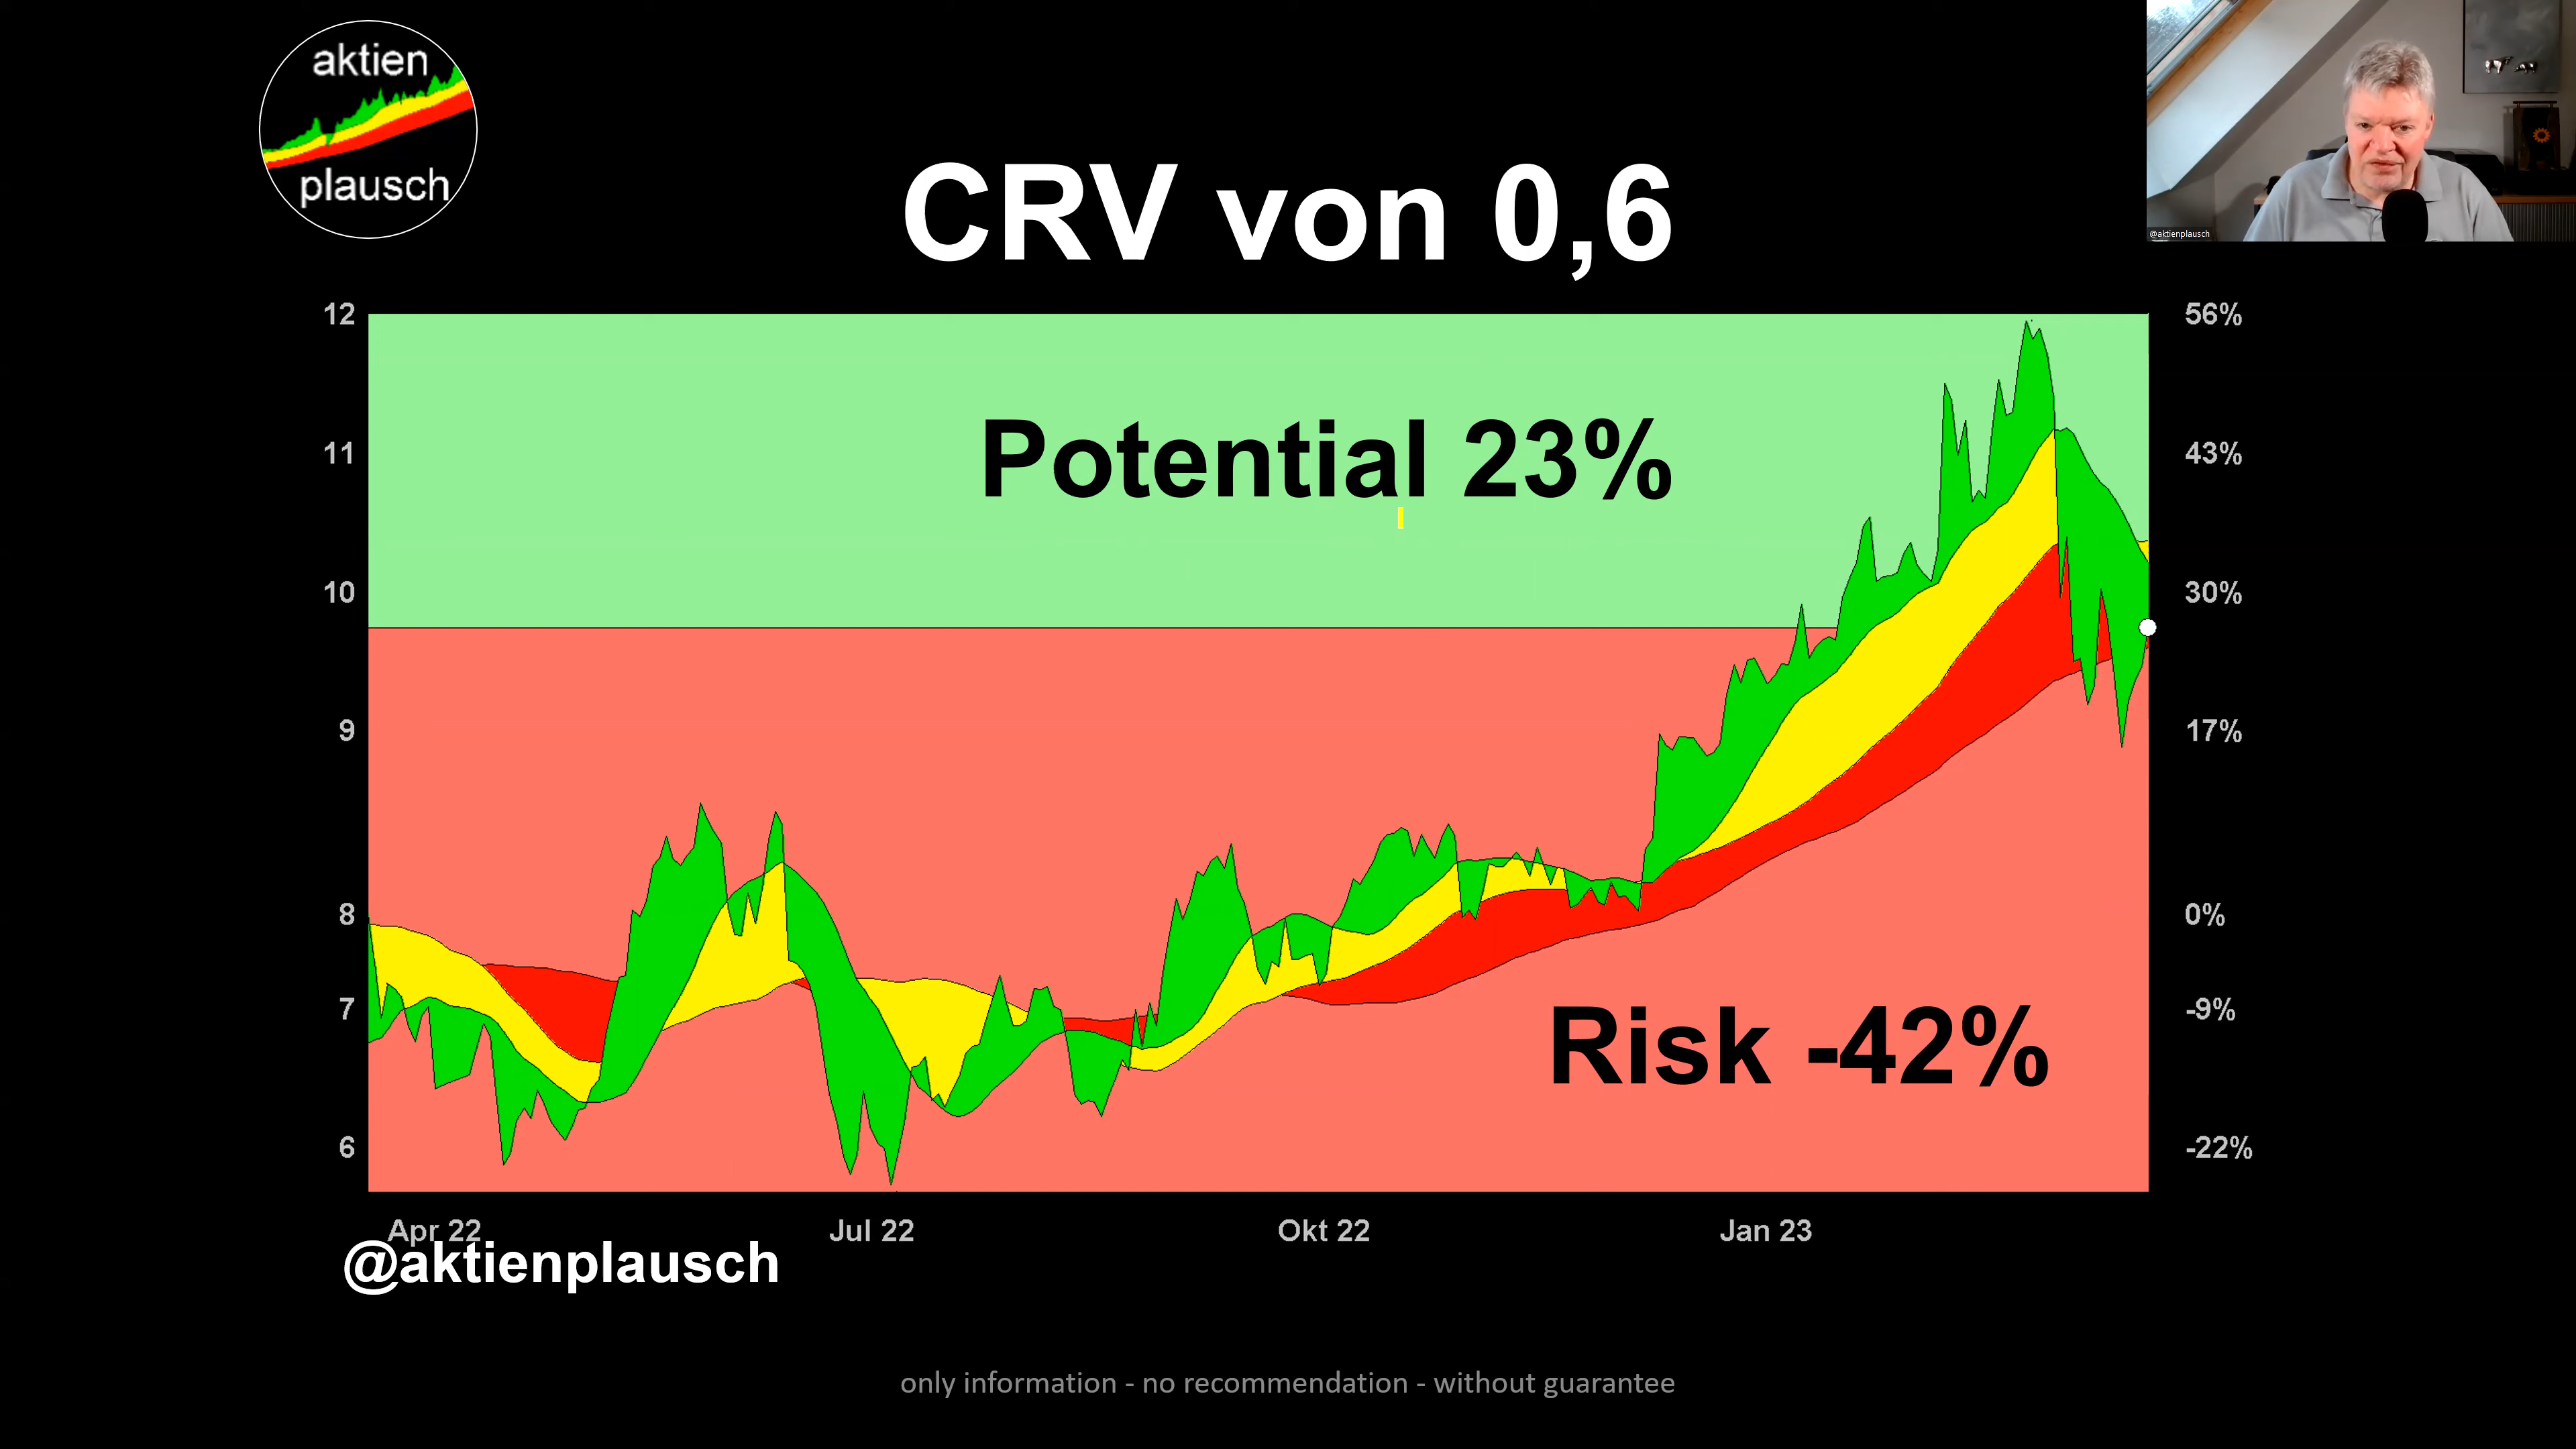 aktien
plausch
@aktienplausch
CRV von 0,6
12
56%
Potential 23%
11
43%
10
30%
9
17%
8
0%
7
-9%
Risk -42%
6
-22%
Apr 22
Jul 22
Okt 22
Jan 23
@aktienplausch
only information - no recommendation - without guarantee